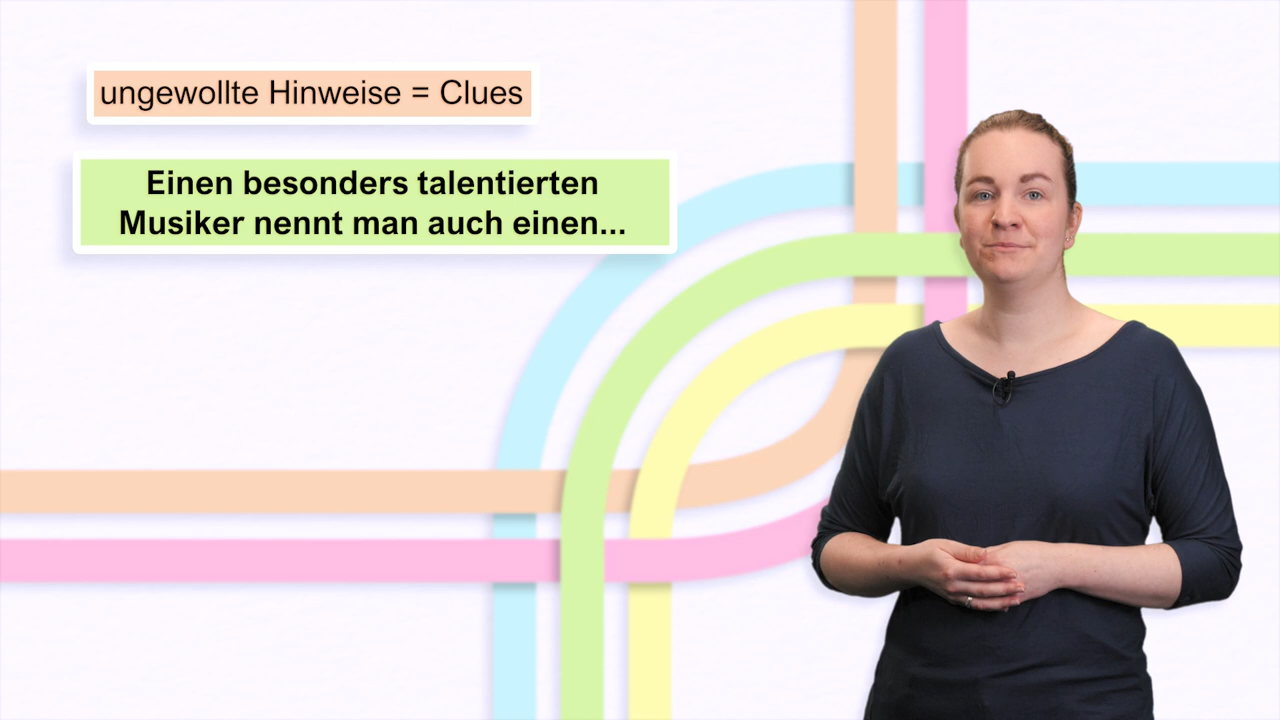 ungewollte Hinweise = Clues
Einen besonders talentierten
Musiker nennt man auch einen...